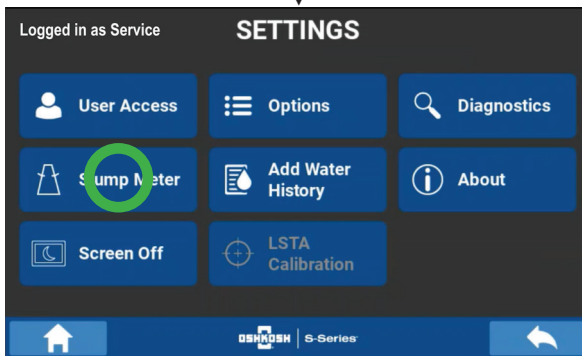 Logged in as Service
SETTINGS
User Access
Options
Diagnostics
Slump Meter
Add Water
History
About
Screen Off
LSTA
Calibration
OSHKOSH | S-Series